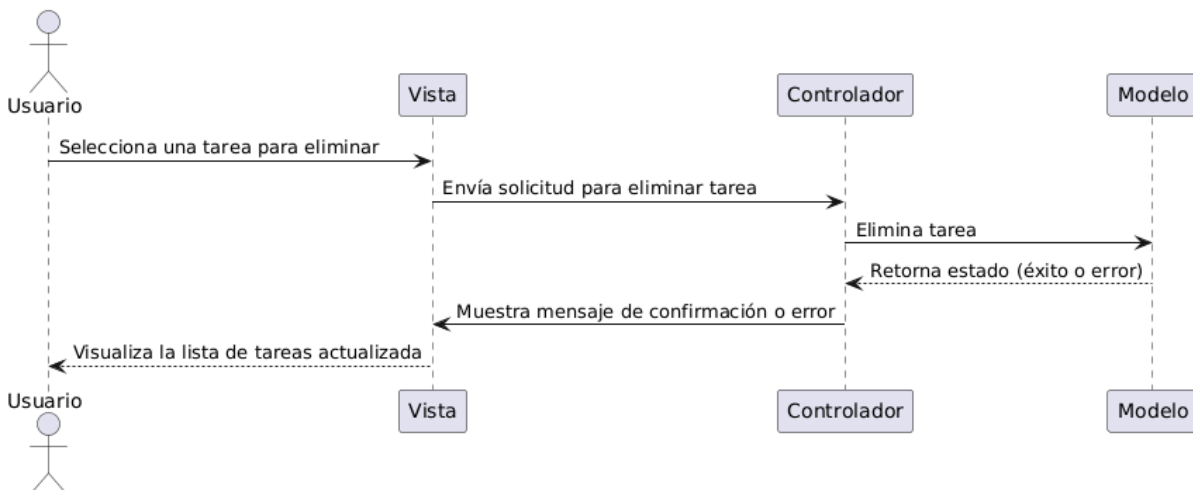 Usuario
Vista
Controlador
Modelo
Selecciona una tarea para eliminar
Envía solicitud para eliminar tarea
Elimina tarea
Retorna estado (éxito o error)
Muestra mensaje de confirmación o error
Visualiza la lista de tareas actualizada
Usuario
Vista
Controlador
Modelo